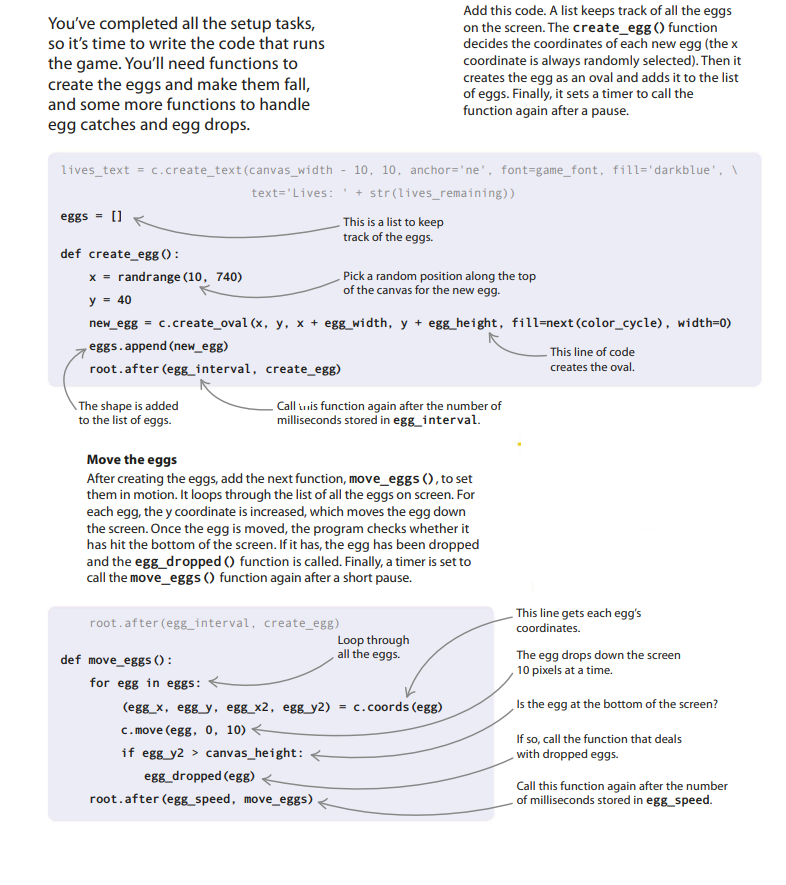 You've completed all the setup tasks,
so it's time to write the code that runs
the game. You'll need functions to
create the eggs and make them fall,
and some more functions to handle
egg catches and egg drops.
Add this code. A list keeps track of all the eggs
on the screen. The create_egg() function
decides the coordinates of each new egg (the x
coordinate is always randomly selected). Then it
creates the egg as an oval and adds it to the list
of eggs. Finally, it sets a timer to call the
function again after a pause.
lives_text = c.create_text(canvas_width - 10, 10, anchor='ne', font=game_font, fill='darkblue', \
text='Lives: ' + str(lives_remaining))
eggs = []
This is a list to keep
track of the eggs.
def create_egg():
x = randrange(10, 740)
Pick a random position along the top
of the canvas for the new egg.
y = 40
new_egg = c.create_oval(x, y, x + egg_width, y + egg_height, fill=next(color_cycle), width=0)
eggs.append(new_egg)
This line of code
creates the oval.
root.after(egg_interval, create_egg)
The shape is added
to the list of eggs.
Call this function again after the number of
milliseconds stored in egg_interval.
Move the eggs
After creating the eggs, add the next function, move_eggs(), to set
them in motion. It loops through the list of all the eggs on screen. For
each egg, the y coordinate is increased, which moves the egg down
the screen. Once the egg is moved, the program checks whether it
has hit the bottom of the screen. If it has, the egg has been dropped
and the egg_dropped() function is called. Finally, a timer is set to
call the move_eggs() function again after a short pause.
root.after(egg_interval, create_egg)
Loop through
all the eggs.
def move_eggs():
for egg in eggs:
(egg_x, egg_y, egg_x2, egg_y2) = c.coords(egg)
c.move(egg, 0, 10)
if egg_y2 > canvas_height:
egg_dropped(egg)
root.after(egg_speed, move_eggs)
This line gets each egg's
coordinates.
The egg drops down the screen
10 pixels at a time.
Is the egg at the bottom of the screen?
If so, call the function that deals
with dropped eggs.
Call this function again after the number
of milliseconds stored in egg_speed.